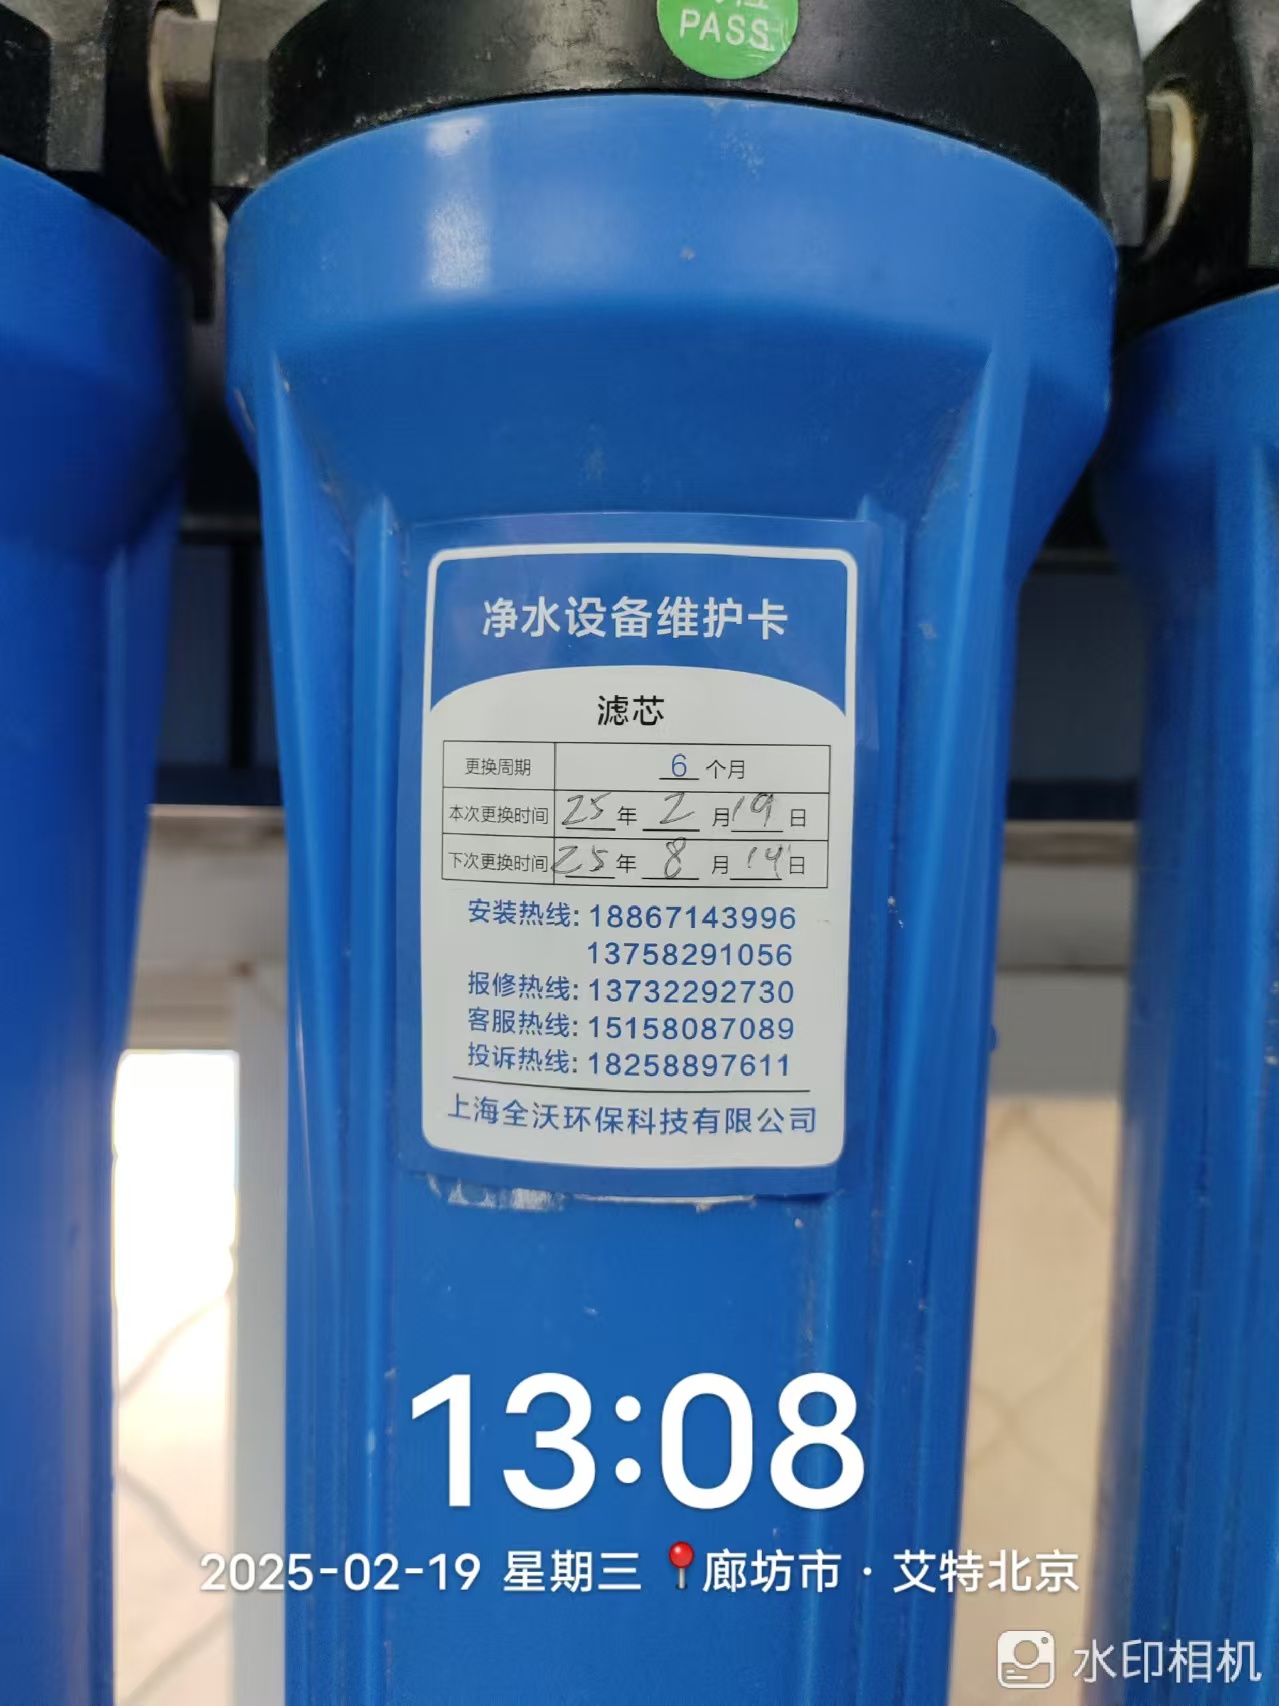 PASS
净水设备维护卡
滤芯
更换周期 6 个月
本次更换时间 25 年 2 月 19 日
下次更换时间 25 年 8 月 14 日
安装热线: 18867143996
13758291056
报修热线: 13732292730
客服热线: 15158087089
投诉热线: 18258897611
上海全沃环保科技有限公司
13:08
2025-02-19 星期三 📍廊坊市 · 艾特北京
水印相机